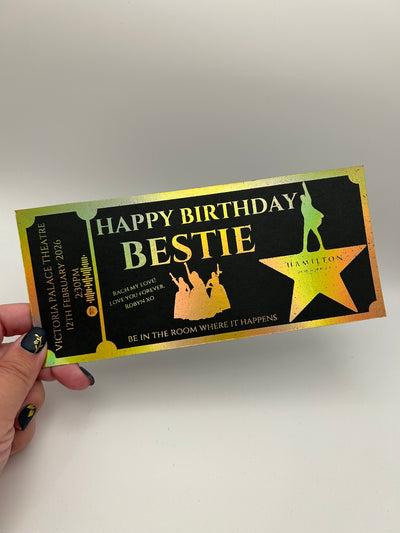 VICTORIA PALACE THEATRE
12TH FEBRUARY 2026
2:30PM
HAPPY BIRTHDAY
BESTIE
RACH MY LOVE!
LOVE YOU FOREVER,
ROBYN XO
BE IN THE ROOM WHERE IT HAPPENS
HAMILTON